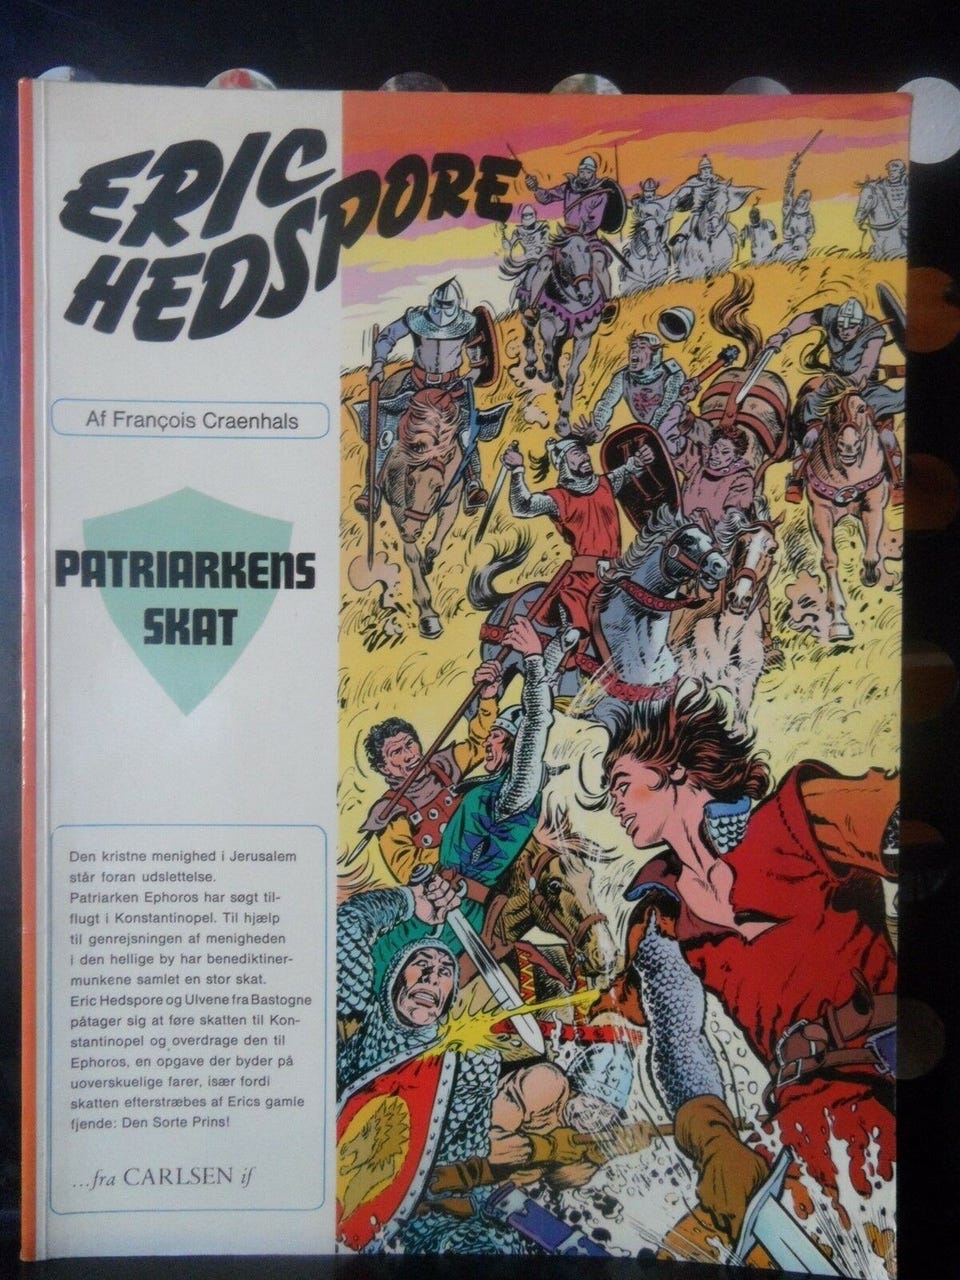 ERIC
HEDSPORE
Af François Craenhals
PATRIARKENS
SKAT
Den kristne menighed i Jerusalem
står foran udslettelse.
Patriarken Ephoros har søgt til-
flugt i Konstantinopel. Til hjælp
til genrejsningen af menigheden
i den hellige by har benediktiner-
munkene samlet en stor skat.
Eric Hedspore og Ulvene fra Bastogne
påtager sig at føre skatten til Kon-
stantinopel og overdrage den til
Ephoros, en opgave der byder på
uoverskuelige farer, især fordi
skatten efterstræbes af Erics gamle
fjende: Den Sorte Prins!
...fra CARLSEN if